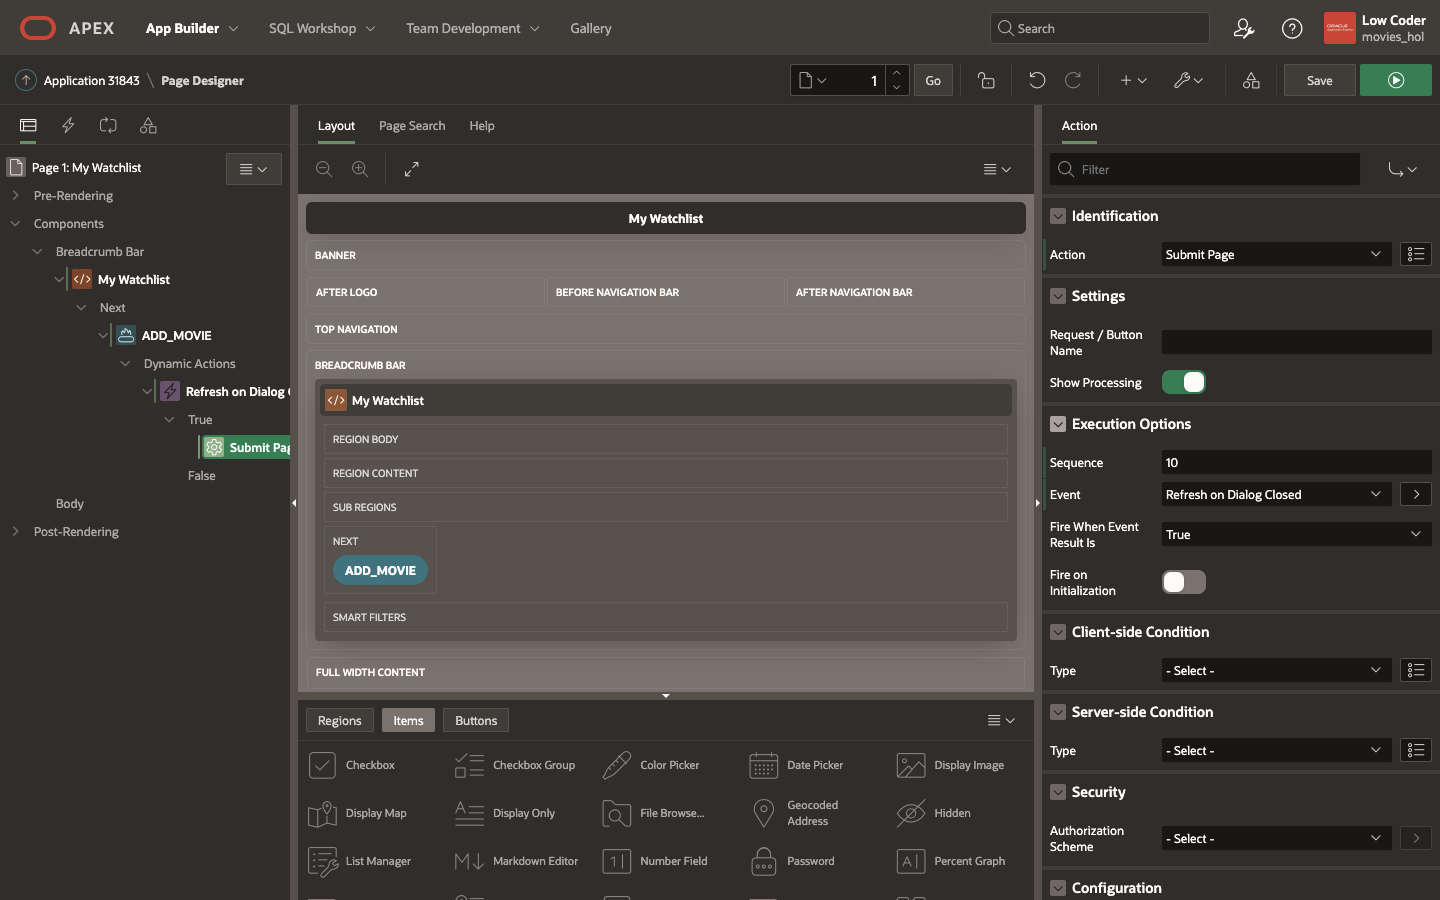 APEX
App Builder
SQL Workshop
Team Development
Gallery
Search
Low Coder
movies_hol
Application 31843 \ Page Designer
1
Go
Save
Page 1: My Watchlist
Pre-Rendering
Components
Breadcrumb Bar
My Watchlist
Next
ADD_MOVIE
Dynamic Actions
Refresh on Dialog
True
Submit Pag
False
Body
Post-Rendering
Layout
Page Search
Help
My Watchlist
BANNER
AFTER LOGO
BEFORE NAVIGATION BAR
AFTER NAVIGATION BAR
TOP NAVIGATION
BREADCRUMB BAR
My Watchlist
REGION BODY
REGION CONTENT
SUB REGIONS
NEXT
ADD_MOVIE
SMART FILTERS
FULL WIDTH CONTENT
Regions
Items
Buttons
Checkbox
Checkbox Group
Color Picker
Date Picker
Display Image
Display Map
Display Only
File Browse...
Geocoded
Address
Hidden
List Manager
Markdown Editor
Number Field
Password
Percent Graph
Action
Filter
Identification
Action
Submit Page
Settings
Request / Button
Name
Show Processing
Execution Options
Sequence
10
Event
Refresh on Dialog Closed
Fire When Event
Result Is
True
Fire on
Initialization
Client-side Condition
Type
- Select -
Server-side Condition
Type
- Select -
Security
Authorization
Scheme
- Select -
Configuration